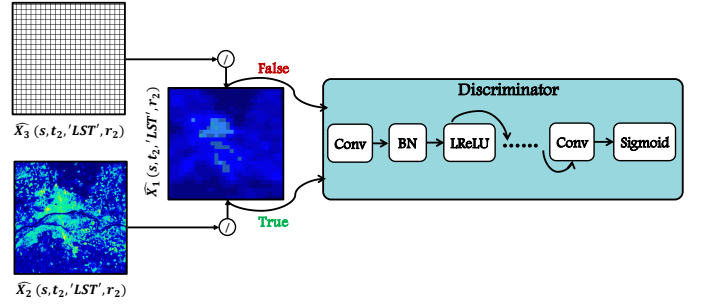 /
False
Discriminator
X̂₃ (s, t₂, 'LST', r₂)
X̂₁ (s, t₂, 'LST', r₂)
Conv
BN
LReLU
......
Conv
Sigmoid
True
/
X̂₂ (s, t₂, 'LST', r₂)